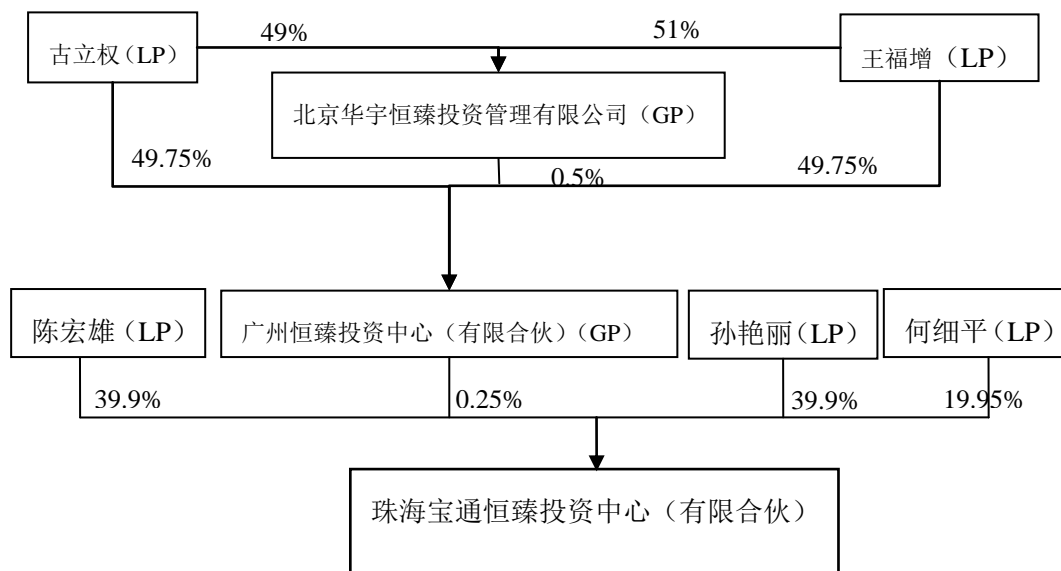 古立权（LP）
49%
51%
王福增（LP）
北京华宇恒臻投资管理有限公司（GP）
49.75%
0.5%
49.75%
陈宏雄（LP）
广州恒臻投资中心（有限合伙）（GP）
孙艳丽（LP）
何细平（LP）
39.9%
0.25%
39.9%
19.95%
珠海宝通恒臻投资中心（有限合伙）